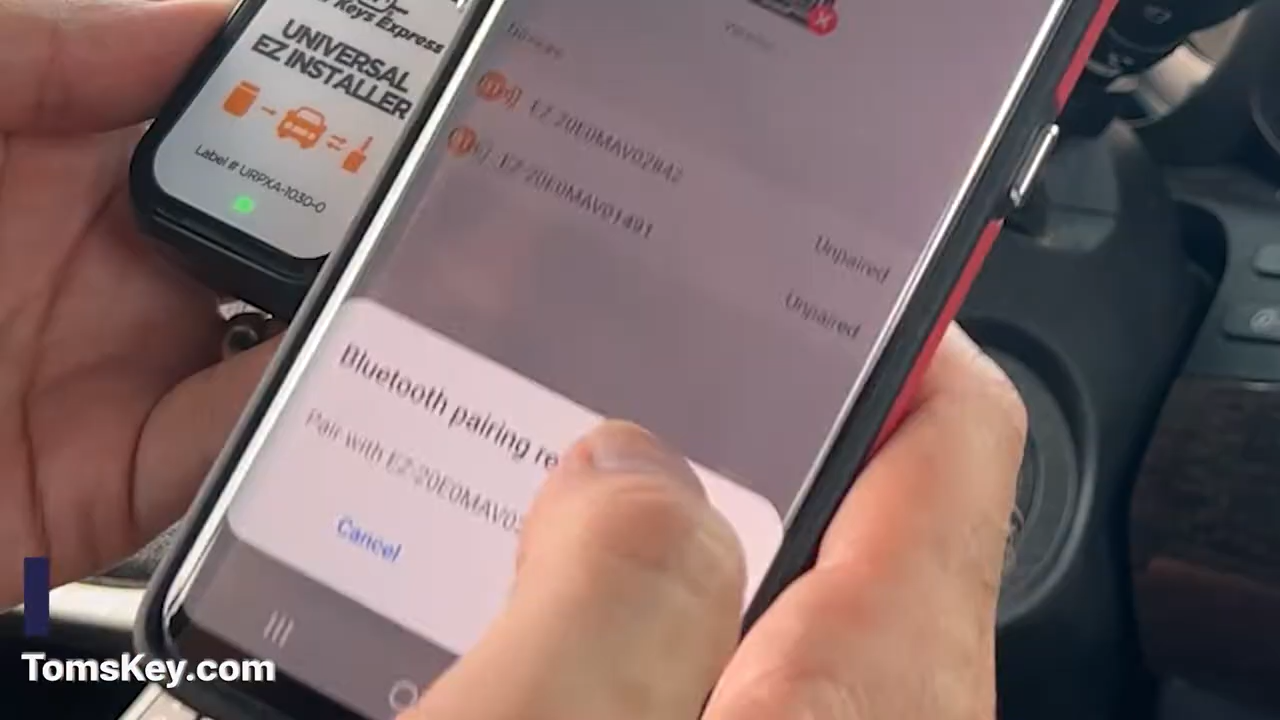 Keys Express
UNIVERSAL
EZ INSTALLER
Label # URPXA-1030-0
Devices
EZ-20E0MAV02842
Unpaired
EZ-20E0MAV01491
Unpaired
Bluetooth pairing re
Pair with EZ-20E0MAV0
Cancel
TomsKey.com